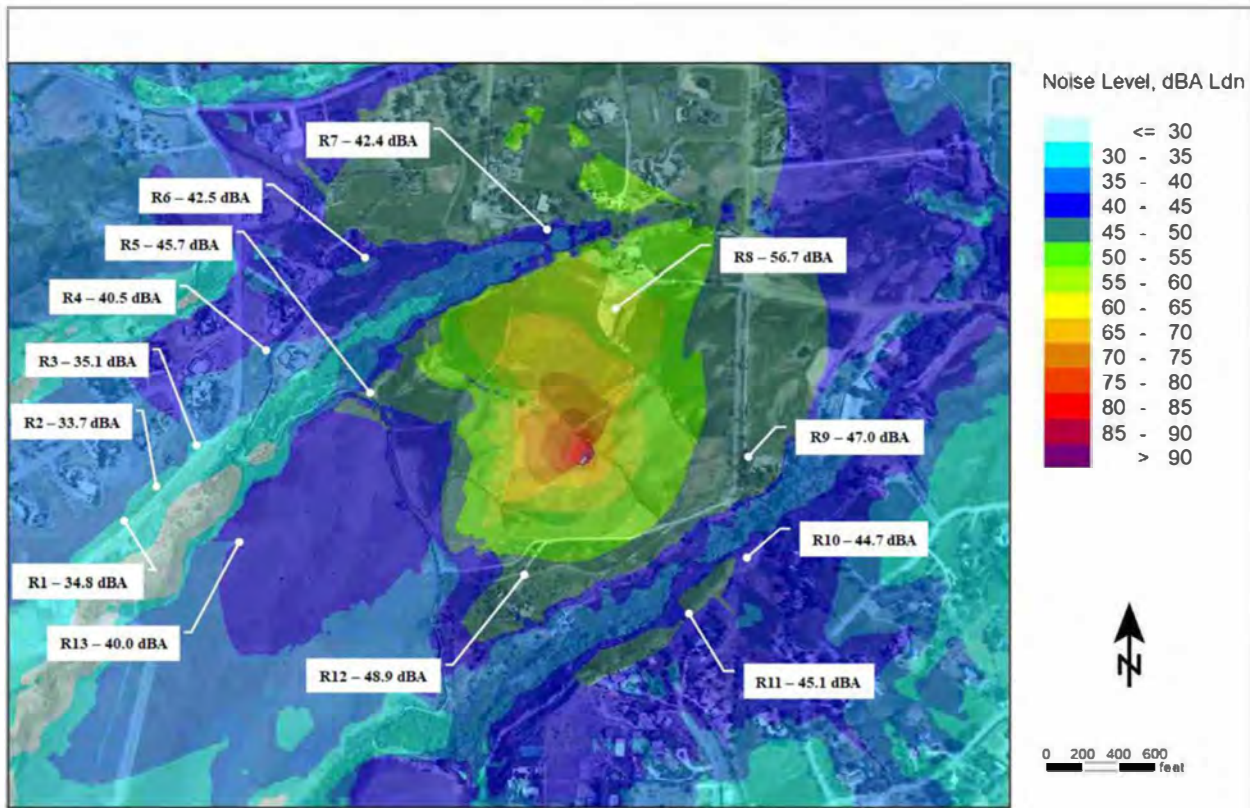 Noise Level, dBA Ldn
<= 30
30 - 35
35 - 40
40 - 45
45 - 50
50 - 55
55 - 60
60 - 65
65 - 70
70 - 75
75 - 80
80 - 85
85 - 90
> 90
R7 – 42.4 dBA
R6 – 42.5 dBA
R5 – 45.7 dBA
R8 – 56.7 dBA
R4 – 40.5 dBA
R3 – 35.1 dBA
R2 – 33.7 dBA
R9 – 47.0 dBA
R10 – 44.7 dBA
R1 – 34.8 dBA
R13 – 40.0 dBA
R12 – 48.9 dBA
R11 – 45.1 dBA
N
0 200 400 600
feet